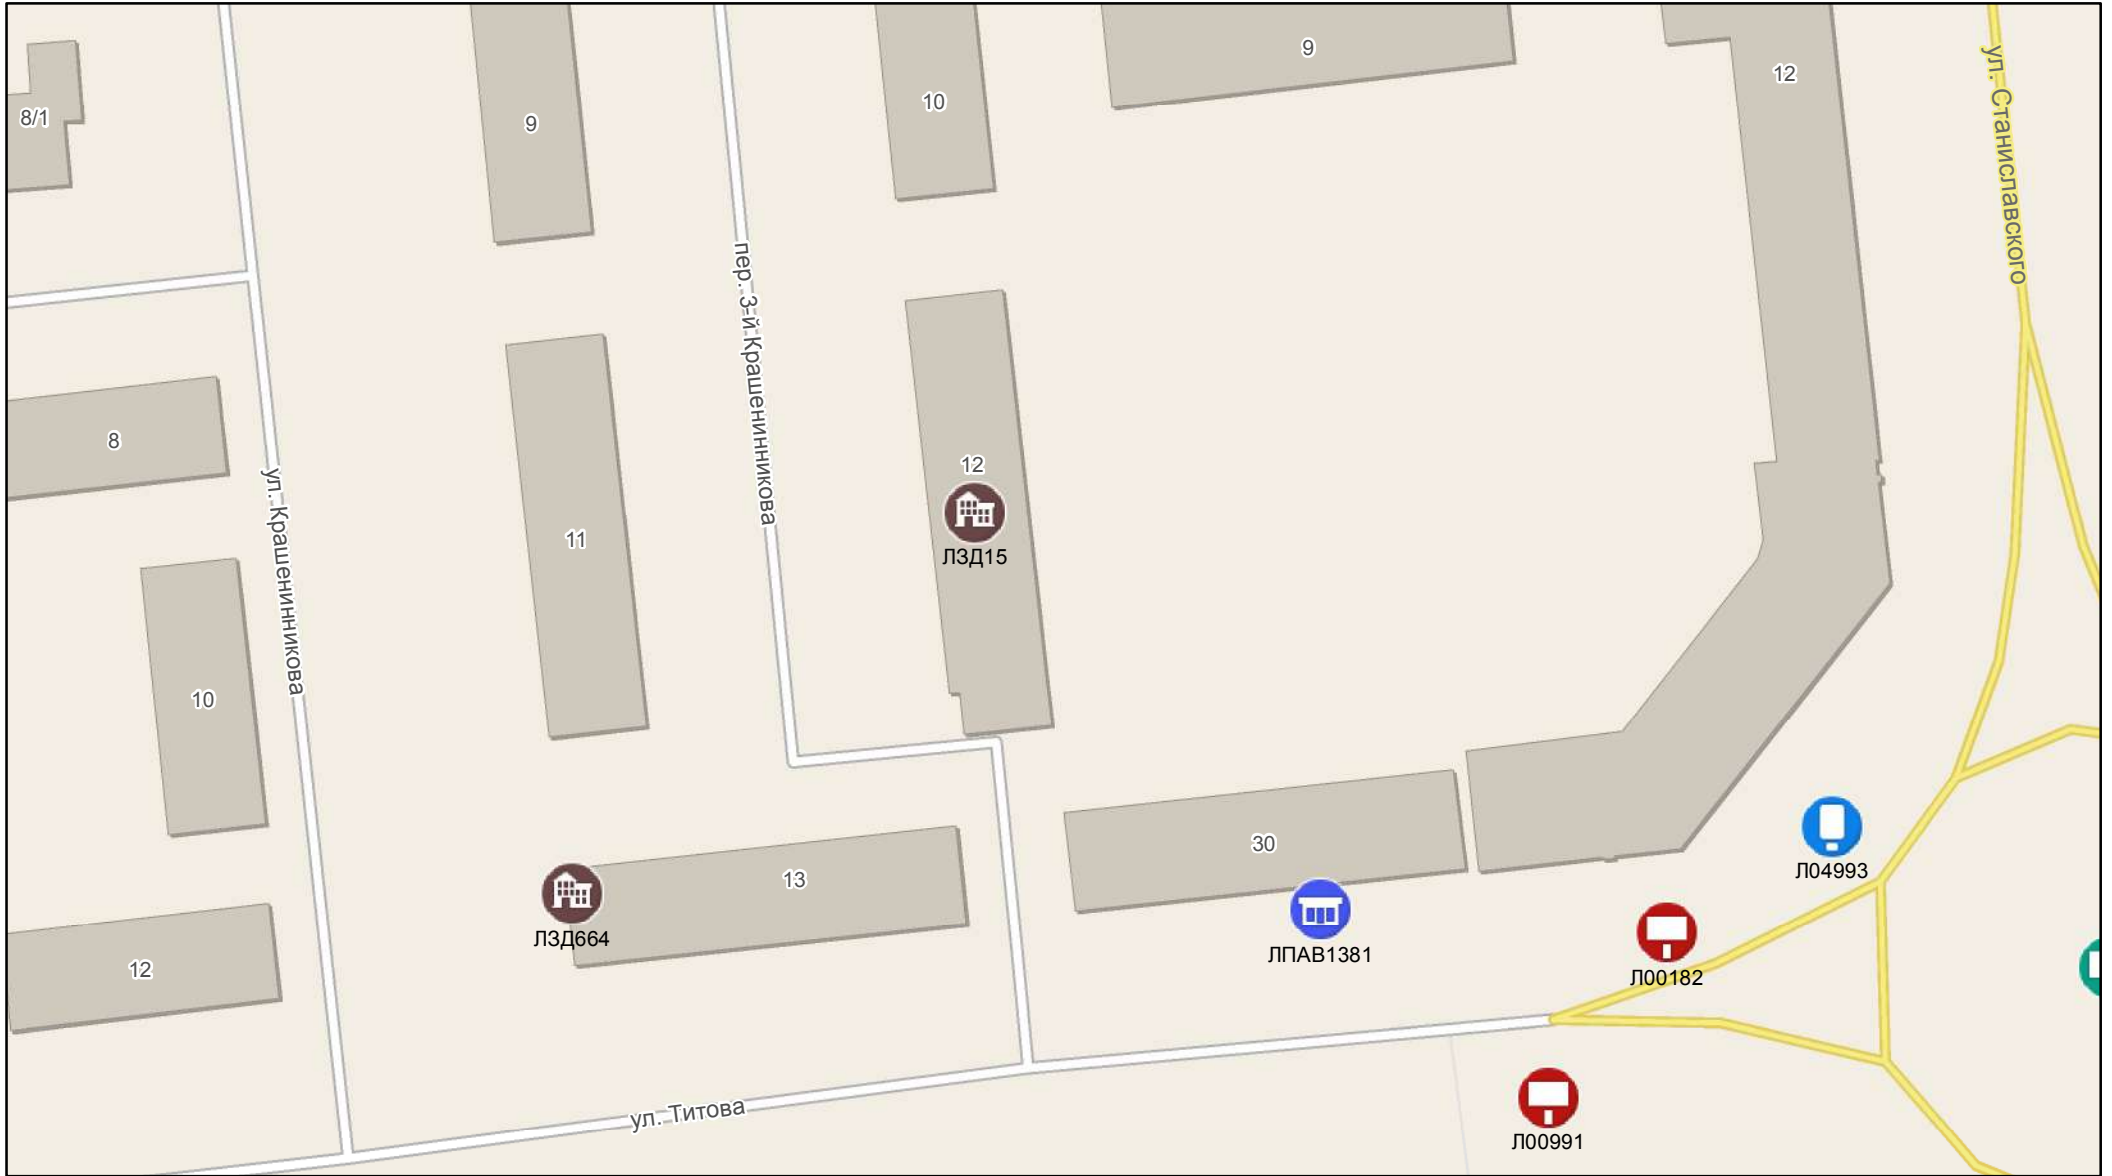 9
12
8/1
9
10
ул. Станиславского
пер. 3-й Крашенинникова
8
ул. Крашенинникова
11
12
ЛЗД15
10
30
13
Л04993
ЛЗД664
ЛПАВ1381
Л00182
12
ул. Титова
Л00991